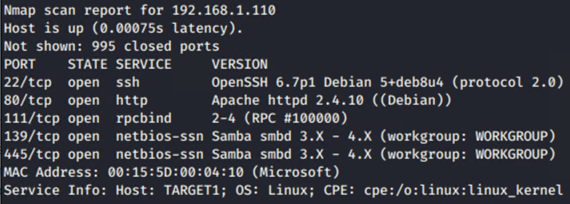 Nmap scan report for 192.168.1.110
Host is up (0.00075s latency).
Not shown: 995 closed ports
PORT STATE SERVICE VERSION
22/tcp open ssh OpenSSH 6.7p1 Debian 5+deb8u4 (protocol 2.0)
80/tcp open http Apache httpd 2.4.10 ((Debian))
111/tcp open rpcbind 2-4 (RPC #100000)
139/tcp open netbios-ssn Samba smbd 3.X - 4.X (workgroup: WORKGROUP)
445/tcp open netbios-ssn Samba smbd 3.X - 4.X (workgroup: WORKGROUP)
MAC Address: 00:15:5D:00:04:10 (Microsoft)
Service Info: Host: TARGET1; OS: Linux; CPE: cpe:/o:linux:linux_kernel